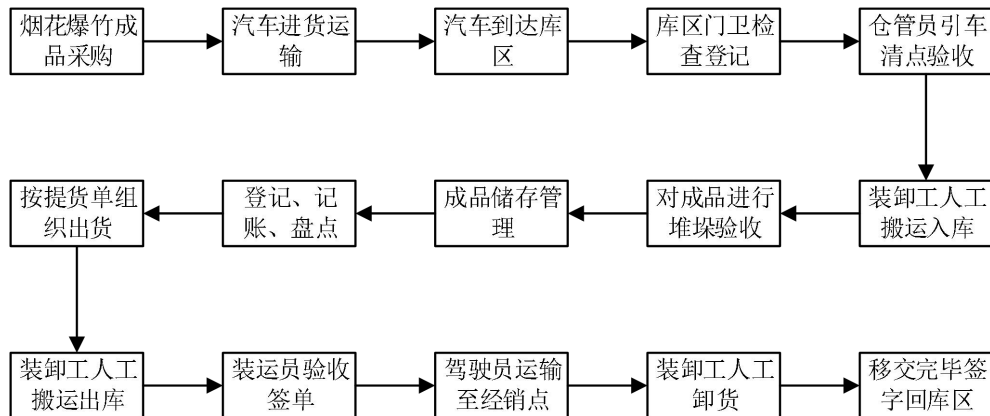 烟花爆竹成
品采购
汽车进货运
输
汽车到达库
区
库区门卫检
查登记
仓管员引车
清点验收
装卸工人工
搬运入库
对成品进行
堆垛验收
成品储存管
理
登记、记
账、盘点
按提货单组
织出货
装卸工人工
搬运出库
装运员验收
签单
驾驶员运输
至经销点
装卸工人工
卸货
移交完毕签
字回库区